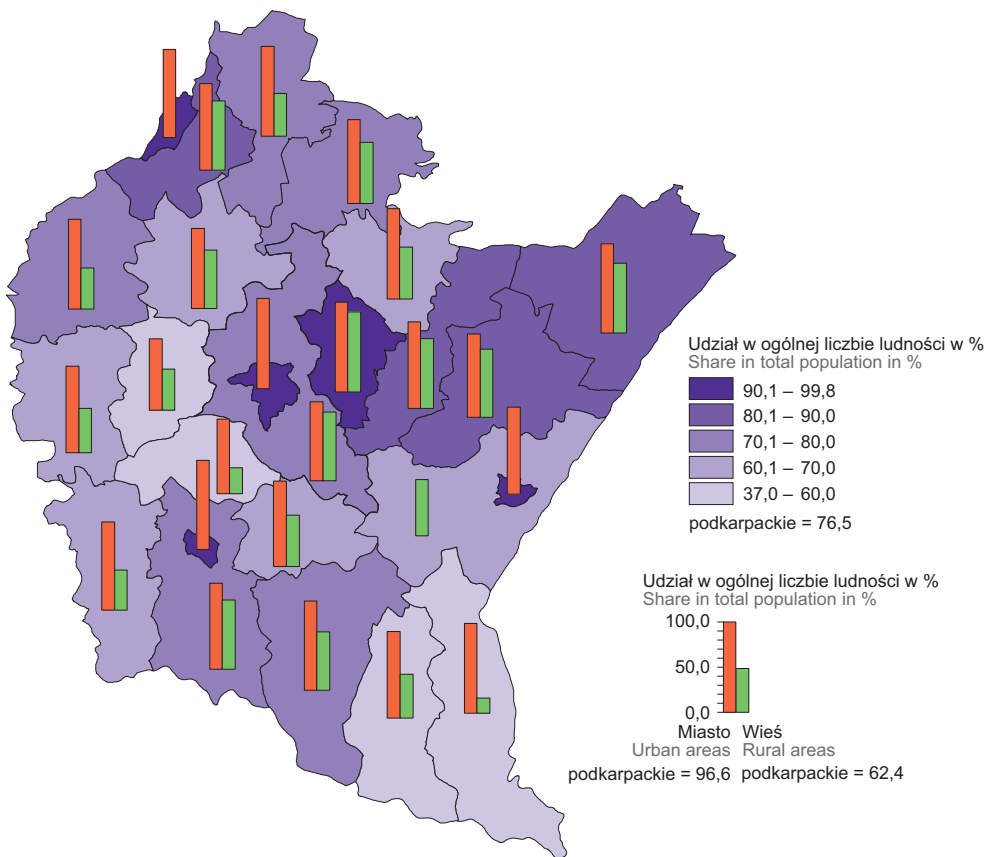 Udział w ogólnej liczbie ludności w %
Share in total population in %
90,1 – 99,8
80,1 – 90,0
70,1 – 80,0
60,1 – 70,0
37,0 – 60,0
podkarpackie = 76,5
Udział w ogólnej liczbie ludności w %
Share in total population in %
100,0
50,0
0,0
Miasto Wieś
Urban areas Rural areas
podkarpackie = 96,6 podkarpackie = 62,4